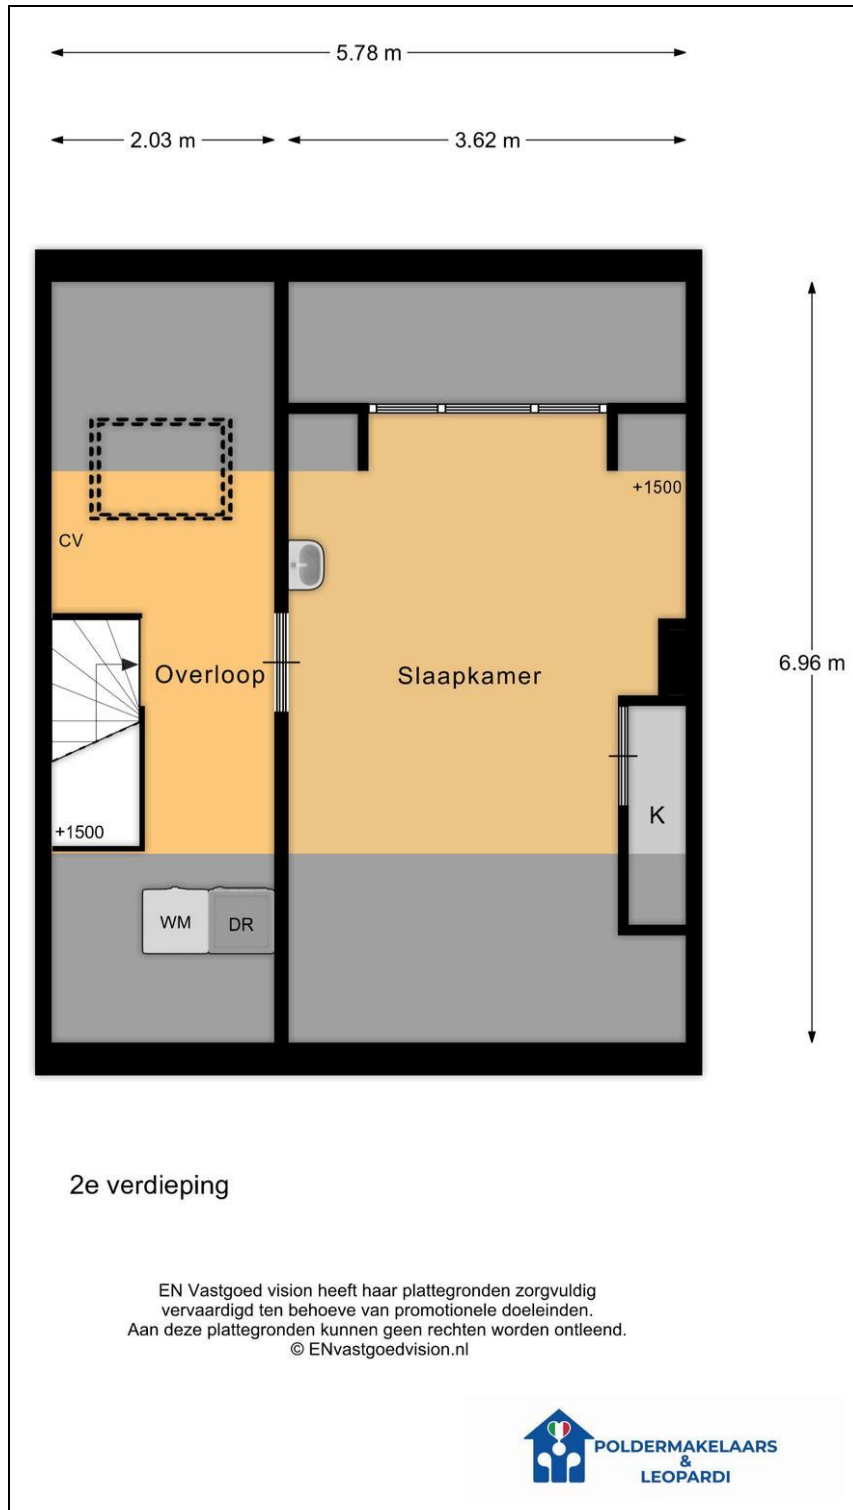 5.78 m
2.03 m
3.62 m
+1500
CV
6.96 m
Overloop
Slaapkamer
K
+1500
WM
DR
2e verdieping
EN Vastgoed vision heeft haar plattegronden zorgvuldig
vervaardigd ten behoeve van promotionele doeleinden.
Aan deze plattegronden kunnen geen rechten worden ontleend.
© ENvastgoedvision.nl
POLDERMAKELAARS
&
LEOPARDI